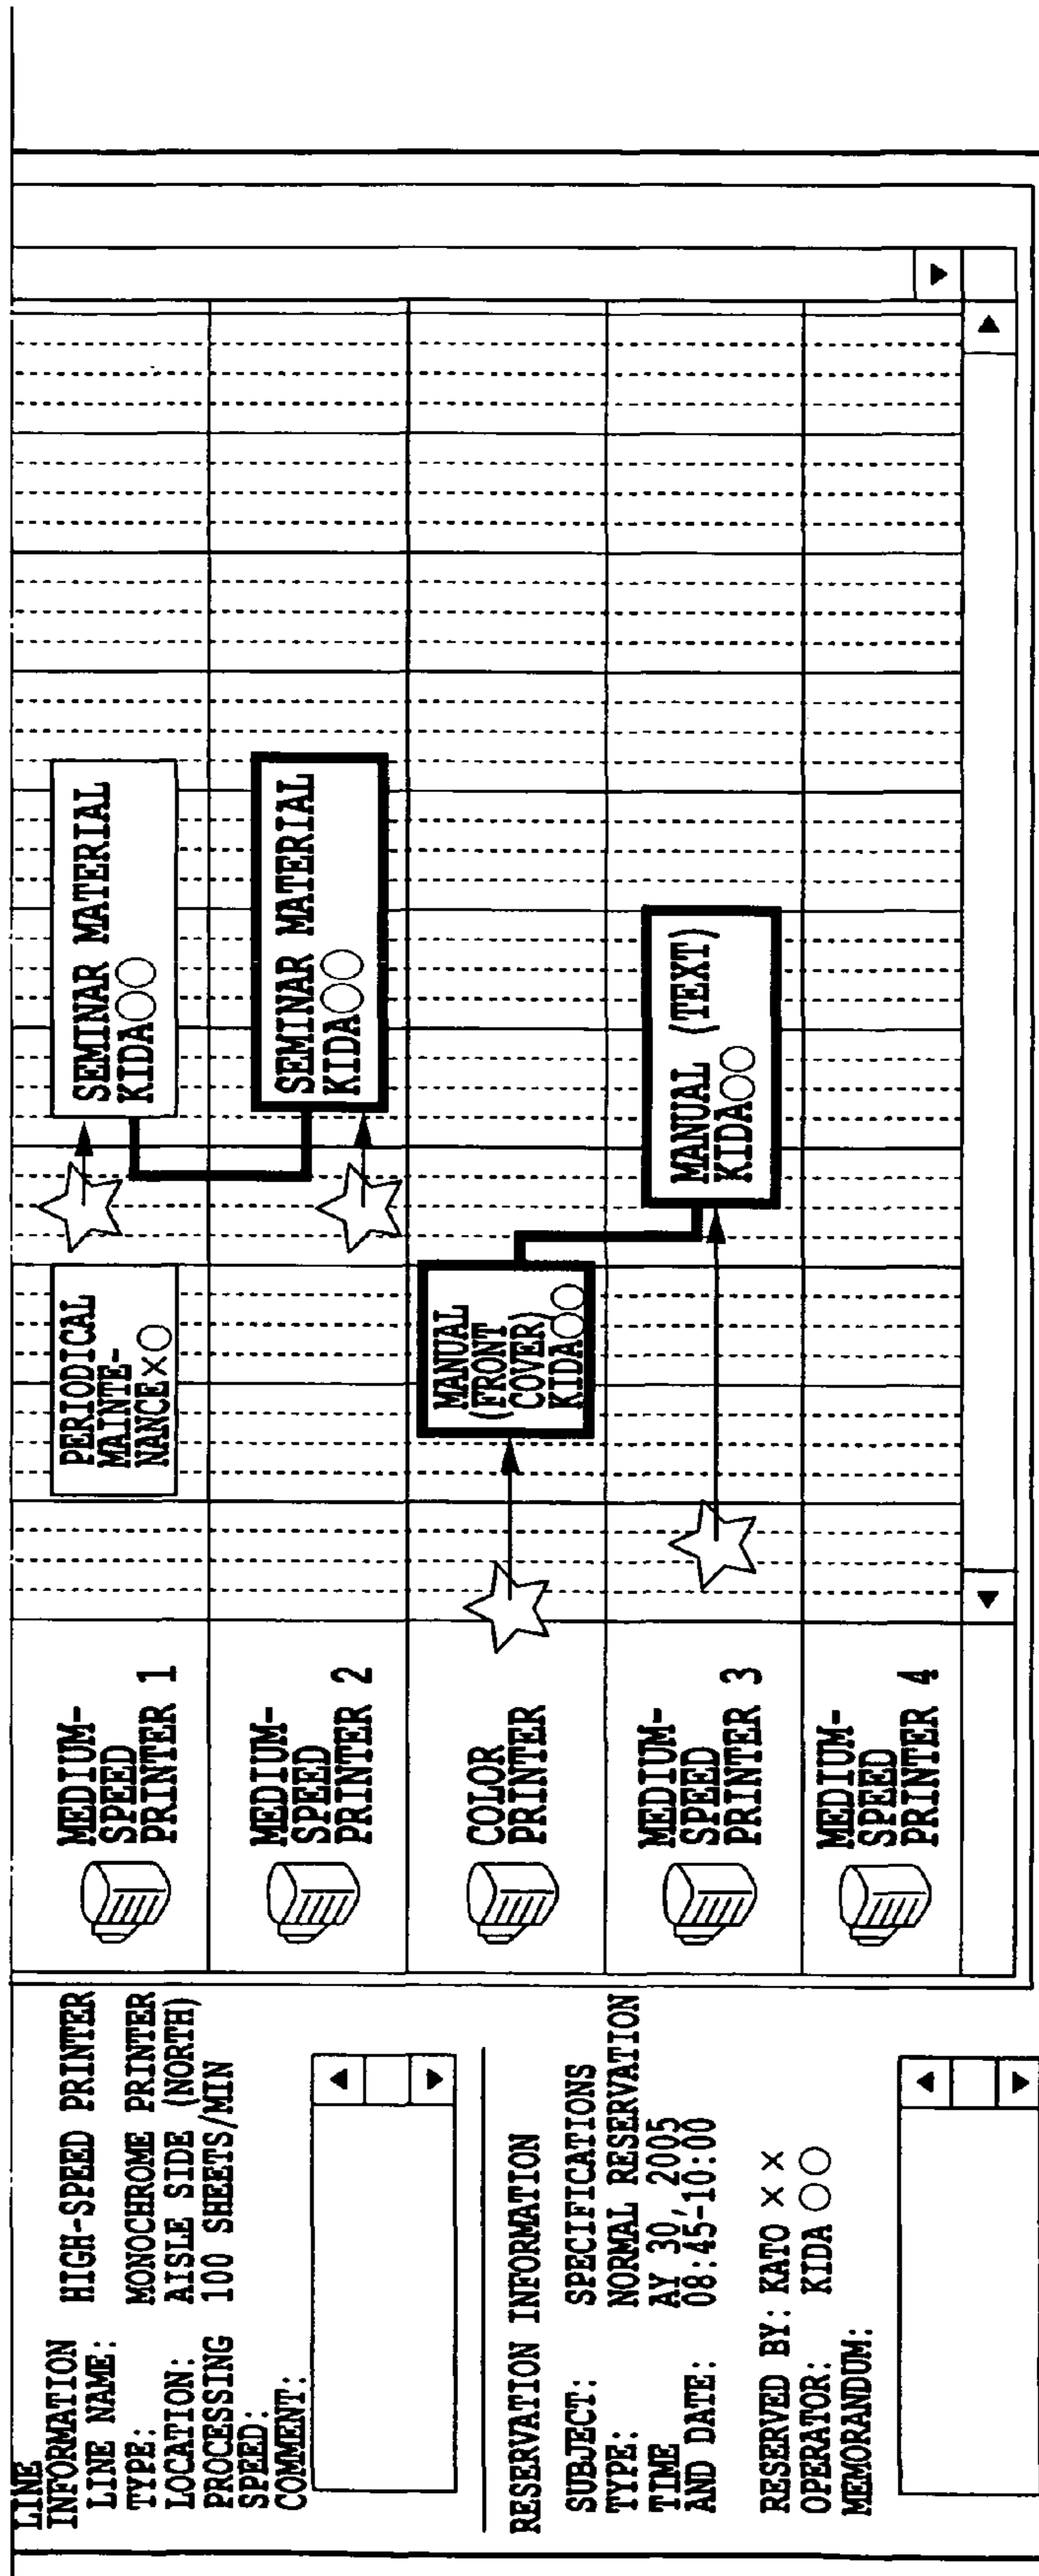 LINE
INFORMATION
LINE NAME: HIGH-SPEED PRINTER
TYPE: MONOCHROME PRINTER
LOCATION: AISLE SIDE (NORTH)
PROCESSING 100 SHEETS/MIN
SPEED:
COMMENT:
RESERVATION INFORMATION
SUBJECT: SPECIFICATIONS
TYPE: NORMAL RESERVATION
TIME AY 30, 2005
AND DATE: 08:45-10:00
RESERVED BY: KATO ××
OPERATOR: KIDA ○○
MEMORANDUM:
MEDIUM-
SPEED
PRINTER 1
PERIODICAL
MAINTE-
NANCE×○
SEMINAR MATERIAL
KIDA○○
MEDIUM-
SPEED
PRINTER 2
SEMINAR MATERIAL
KIDA○○
COLOR
PRINTER
MANUAL
(FRONT
COVER)
KIDA○○
MEDIUM-
SPEED
PRINTER 3
MANUAL (TEXT)
KIDA○○
MEDIUM-
SPEED
PRINTER 4